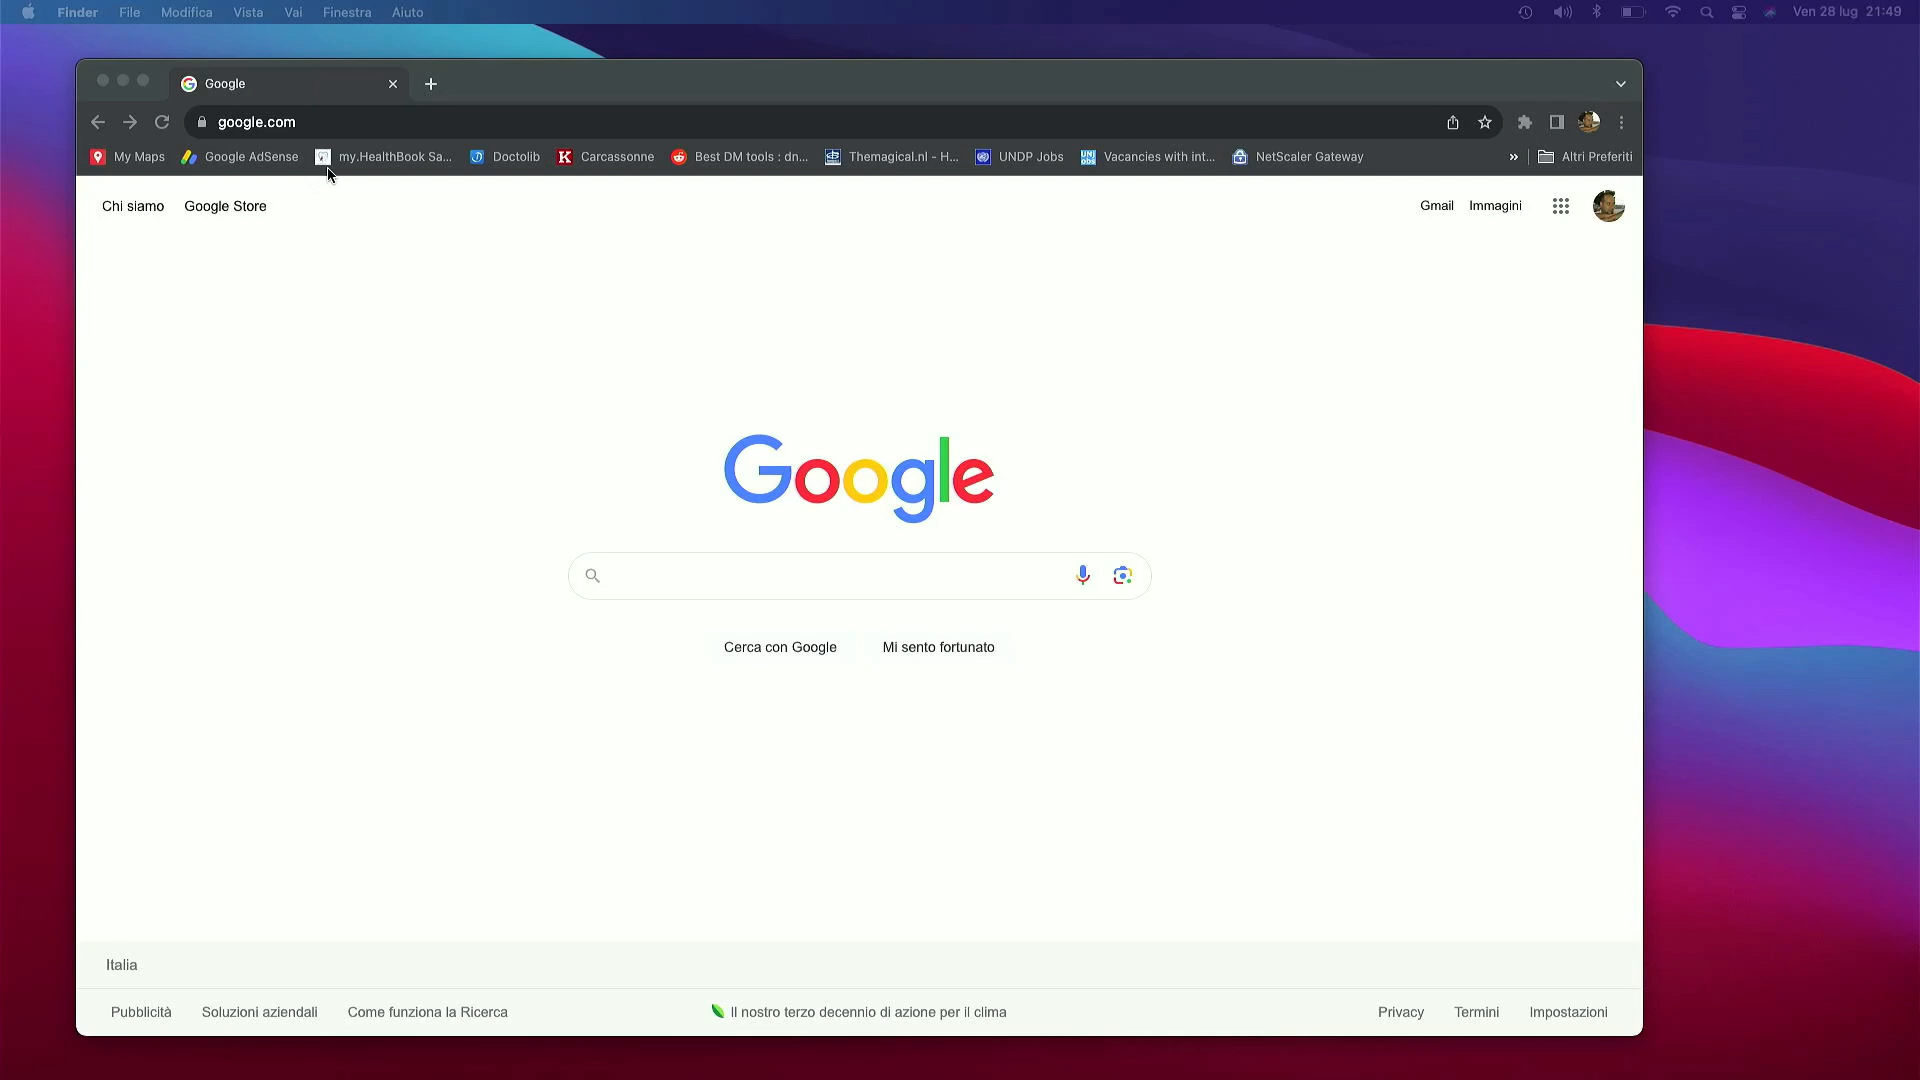 Finder File Modifica Vista Vai Finestra Aiuto Ven 28 lug 21:49
Google
google.com
My Maps Google AdSense my.HealthBook Sa... Doctolib Carcassonne Best DM tools : dn... Themagical.nl - H... UNDP Jobs Vacancies with int... NetScaler Gateway » Altri Preferiti
Chi siamo Google Store Gmail Immagini
Google
Cerca con Google Mi sento fortunato
Italia
Pubblicità Soluzioni aziendali Come funziona la Ricerca Il nostro terzo decennio di azione per il clima Privacy Termini Impostazioni